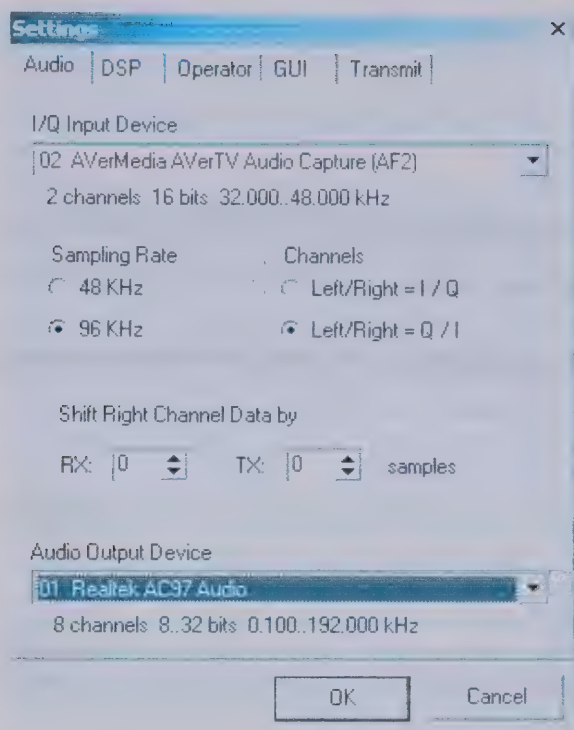 Settings
Audio DSP Operator GUI Transmit
I/Q Input Device
02 AVerMedia AVerTV Audio Capture (AF2)
2 channels 16 bits 32.000..48.000 kHz
Sampling Rate Channels
48 KHz Left/Right = I / Q
96 KHz Left/Right = Q / I
Shift Right Channel Data by
RX: 0 TX: 0 samples
Audio Output Device
01 Realtek AC97 Audio
8 channels 8..32 bits 0.100..192.000 kHz
OK Cancel